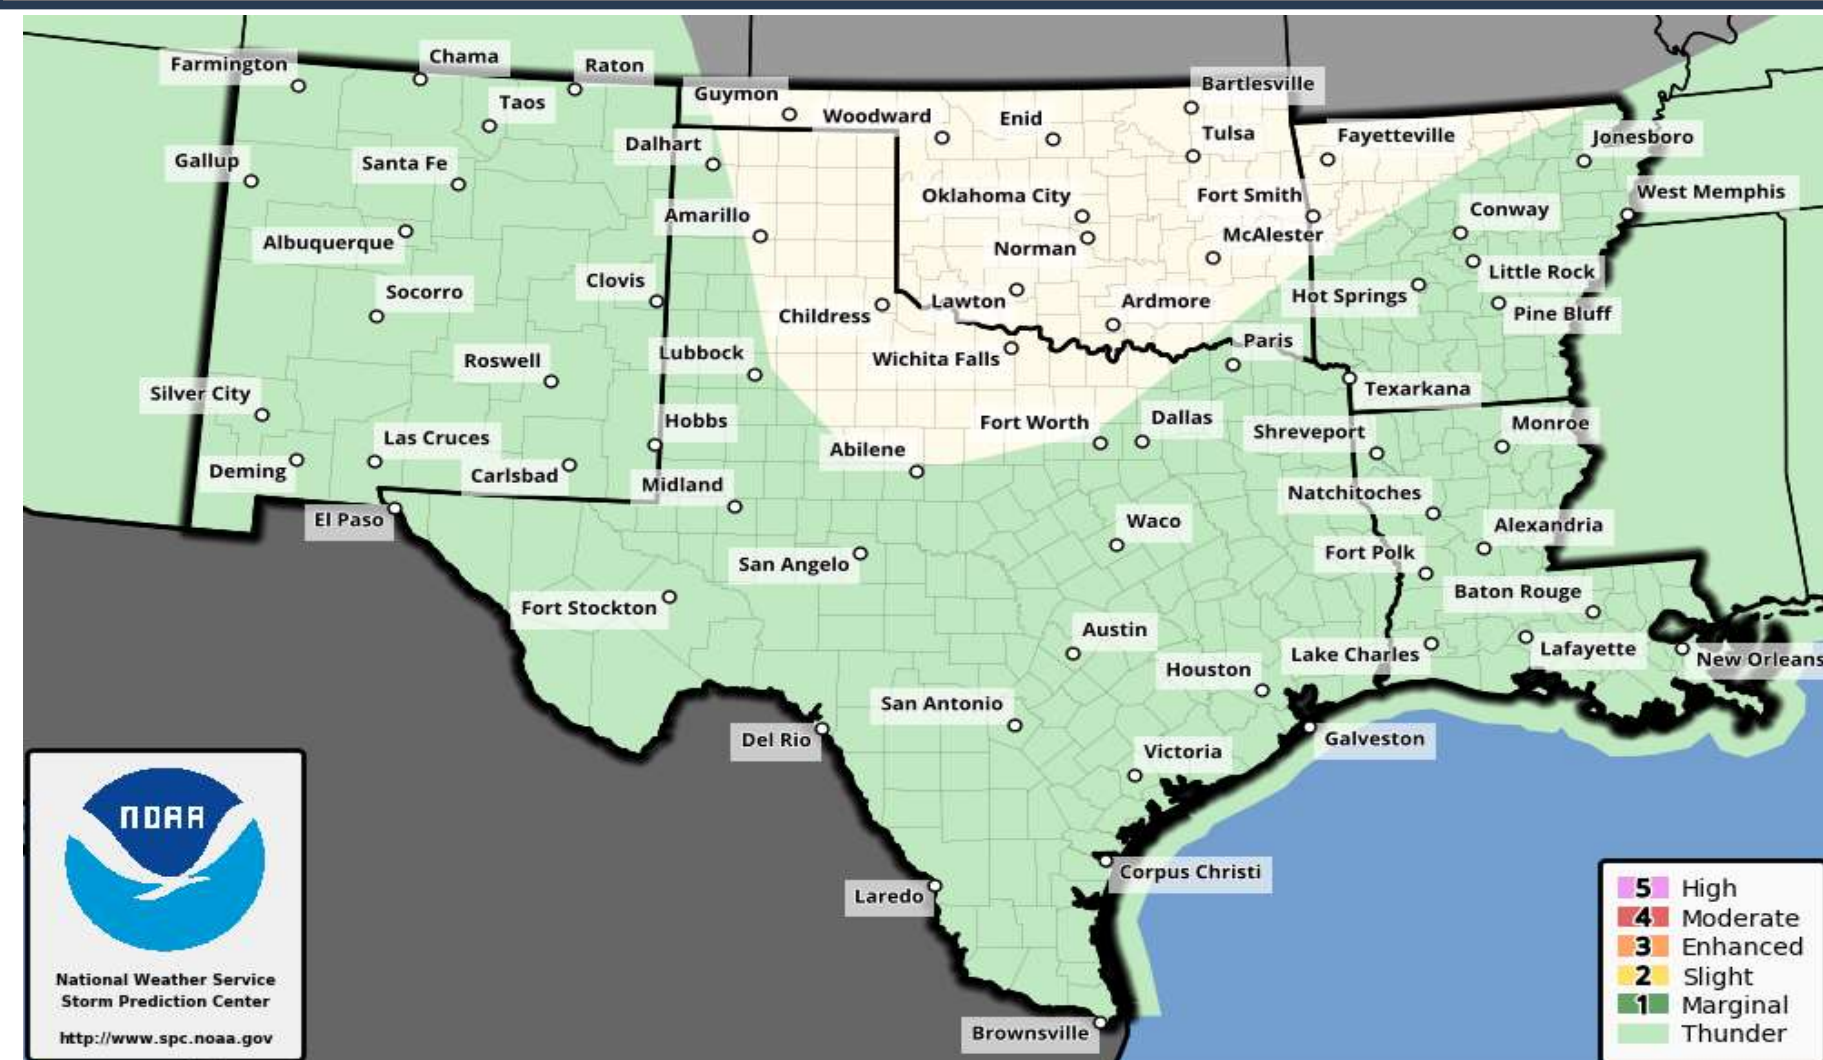 Farmington
Chama
Raton
Taos
Guymon
Woodward
Enid
Bartlesville
Tulsa
Fayetteville
Jonesboro
Gallup
Santa Fe
Dalhart
Amarillo
Oklahoma City
Norman
Fort Smith
McAlester
Conway
West Memphis
Albuquerque
Socorro
Clovis
Childress
Lawton
Ardmore
Hot Springs
Little Rock
Pine Bluff
Silver City
Roswell
Lubbock
Wichita Falls
Paris
Texarkana
Deming
Las Cruces
Carlsbad
Hobbs
Midland
Abilene
Fort Worth
Dallas
Shreveport
Monroe
El Paso
San Angelo
Waco
Natchitoches
Alexandria
Fort Polk
Baton Rouge
Fort Stockton
Austin
Houston
Lake Charles
Lafayette
New Orleans
Del Rio
San Antonio
Victoria
Galveston
Laredo
Corpus Christi
Brownsville
NOAA
National Weather Service
Storm Prediction Center
http://www.spc.noaa.gov
5 High
4 Moderate
3 Enhanced
2 Slight
1 Marginal
Thunder